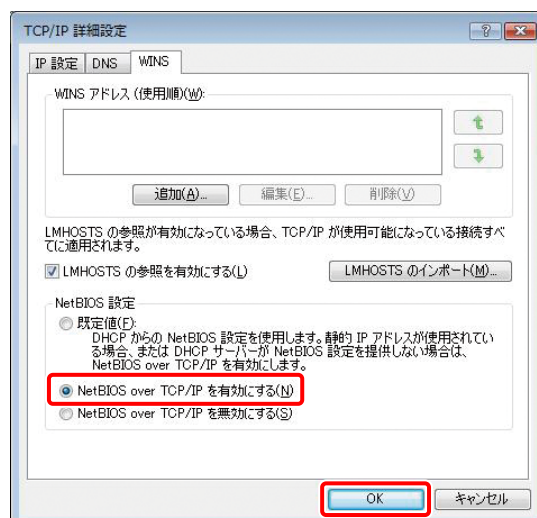 TCP/IP 詳細設定
IP 設定 DNS WINS
WINS アドレス (使用順)(W):
追加(A)... 編集(E)... 削除(V)
LMHOSTS の参照が有効になっている場合、TCP/IP が使用可能になっている接続すべ
てに適用されます。
LMHOSTS の参照を有効にする(L) LMHOSTS のインポート(M)...
NetBIOS 設定
既定値(F):
DHCP からの NetBIOS 設定を使用します。静的 IP アドレスが使用されてい
る場合、または DHCP サーバーが NetBIOS 設定を提供しない場合は、
NetBIOS over TCP/IP を有効にします。
NetBIOS over TCP/IP を有効にする(N)
NetBIOS over TCP/IP を無効にする(S)
OK キャンセル